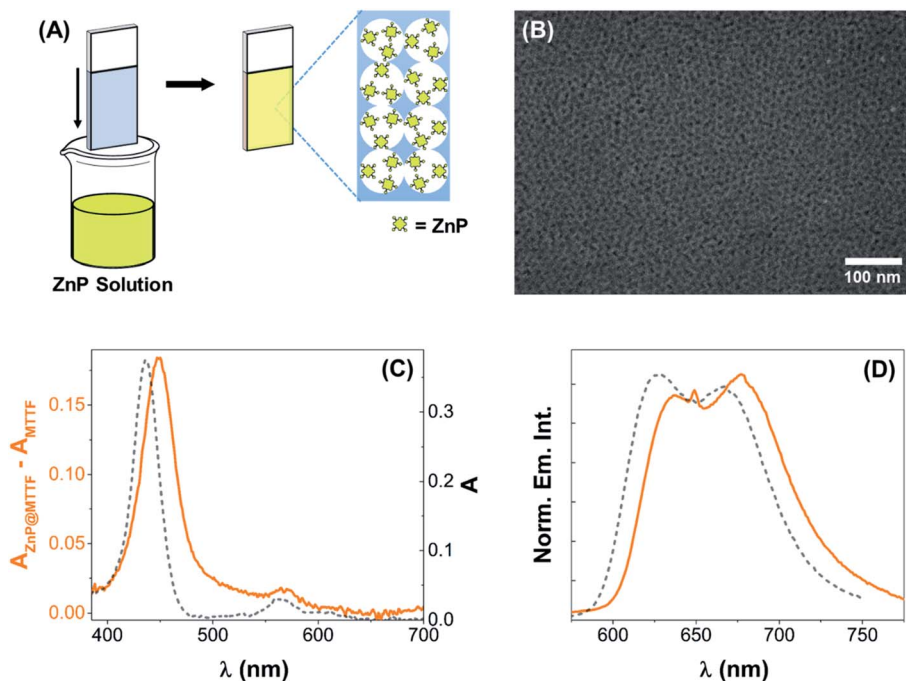 (A)
ZnP Solution
= ZnP
(B)
100 nm
(C)
0.15
0.10
0.05
0.00
A_ZnP@MTTF - A_MTTF
0.3
0.2
0.1
0.0
A
400 500 600 700
λ (nm)
(D)
Norm. Em. Int.
600 650 700 750
λ (nm)